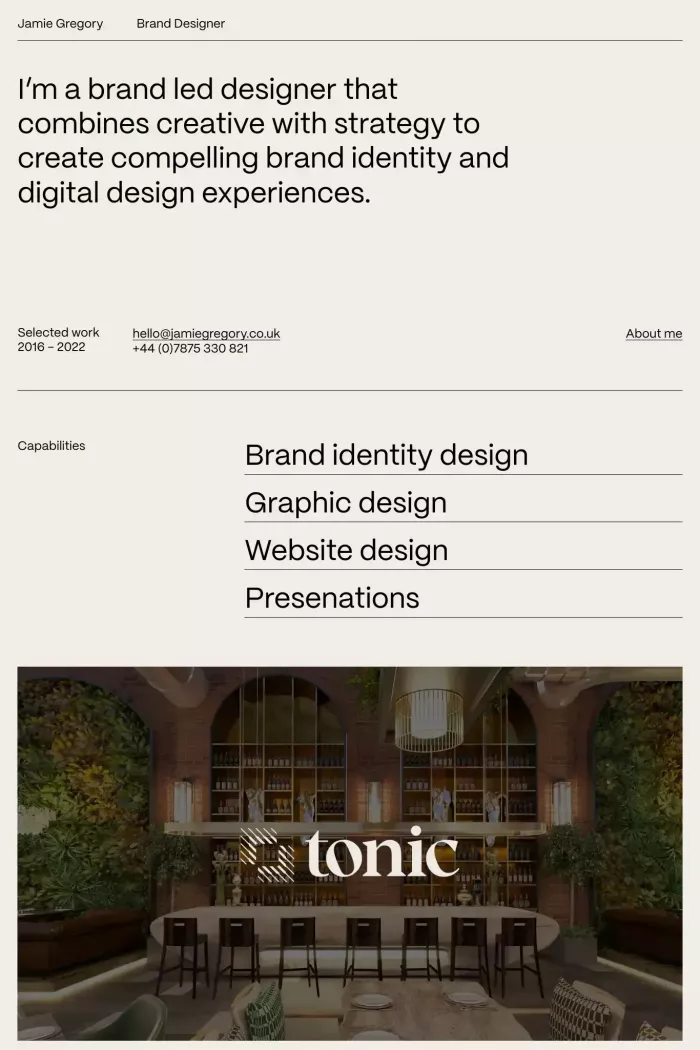 Jamie Gregory
Brand Designer
I’m a brand led designer that
combines creative with strategy to
create compelling brand identity and
digital design experiences.
Selected work
2016 – 2022
hello@jamiegregory.co.uk
+44 (0)7875 330 821
About me
Capabilities
Brand identity design
Graphic design
Website design
Presenations
tonic